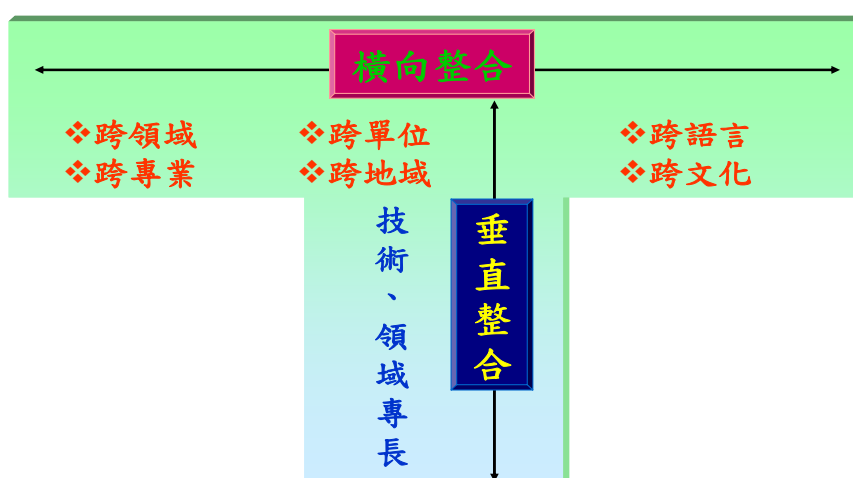 橫向整合
❖跨領域
❖跨專業
❖跨單位
❖跨地域
❖跨語言
❖跨文化
技術、領域專長
垂直整合